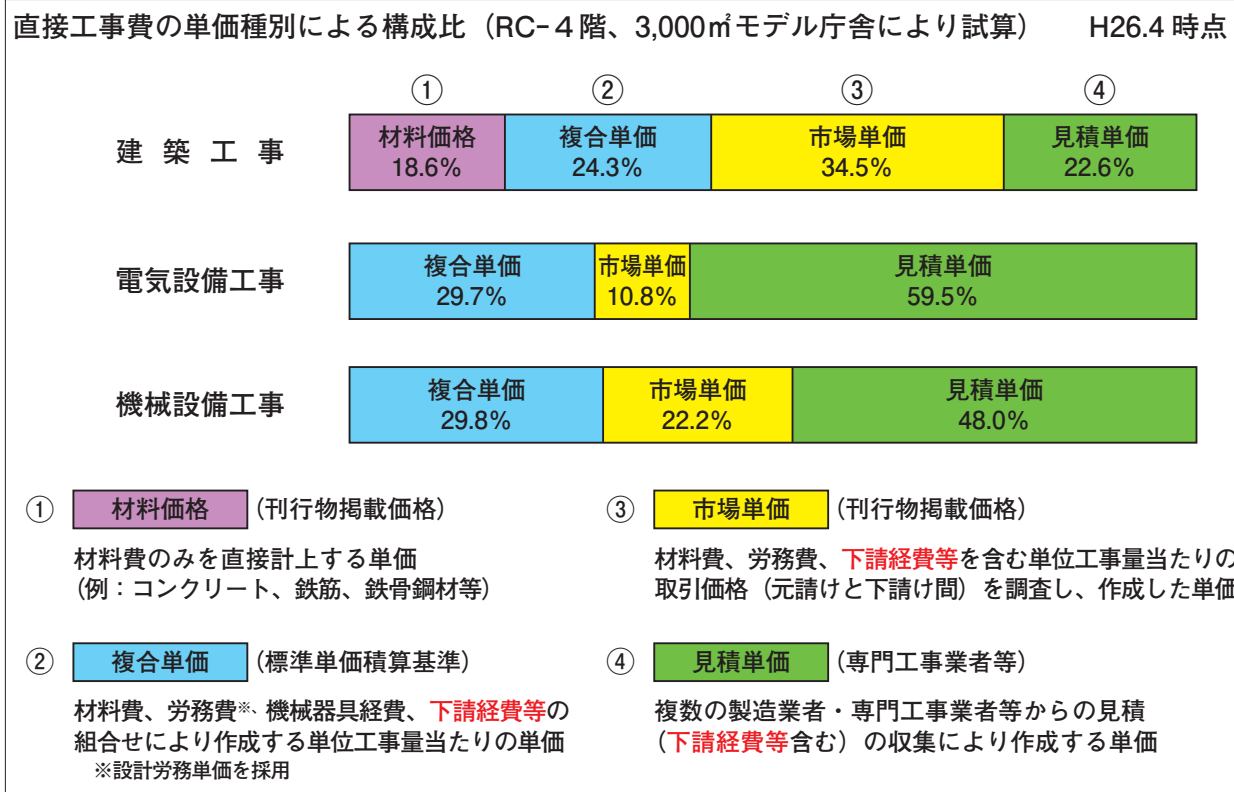 直接工事費の単価種別による構成比（RC-４階、3,000㎡モデル庁舎により試算） H26.4 時点
① ② ③ ④
建築工事 材料価格 複合単価 市場単価 見積単価
18.6% 24.3% 34.5% 22.6%
電気設備工事 複合単価 市場単価 見積単価
29.7% 10.8% 59.5%
機械設備工事 複合単価 市場単価 見積単価
29.8% 22.2% 48.0%
① 材料価格 (刊行物掲載価格)
材料費のみを直接計上する単価
(例：コンクリート、鉄筋、鉄骨鋼材等)
② 複合単価 (標準単価積算基準)
材料費、労務費※、機械器具経費、下請経費等の
組合せにより作成する単位工事量当たりの単価
※設計労務単価を採用
③ 市場単価 (刊行物掲載価格)
材料費、労務費、下請経費等を含む単位工事量当たりの
取引価格（元請けと下請け間）を調査し、作成した単価
④ 見積単価 (専門工事業者等)
複数の製造業者・専門工事業者等からの見積
（下請経費等含む）の収集により作成する単価